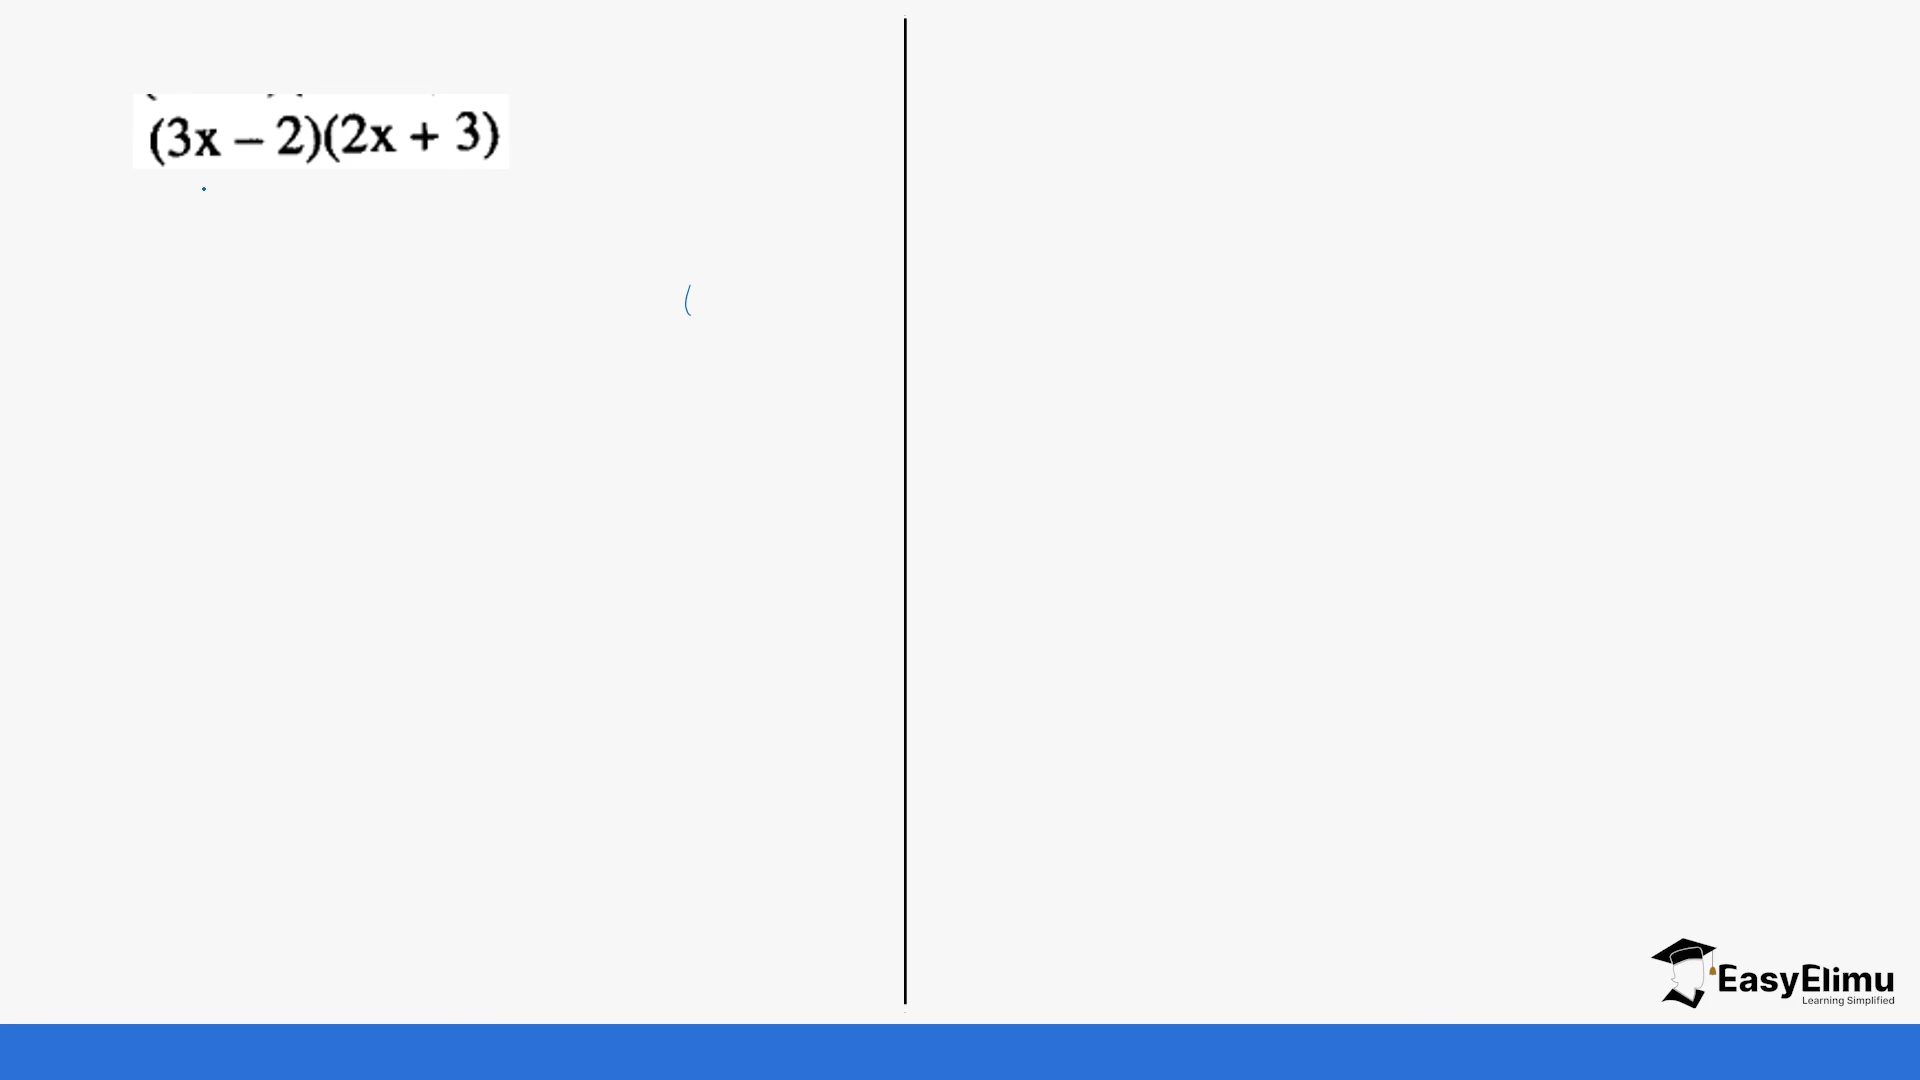 (3x – 2)(2x + 3)
(
EasyElimu
Learning Simplified